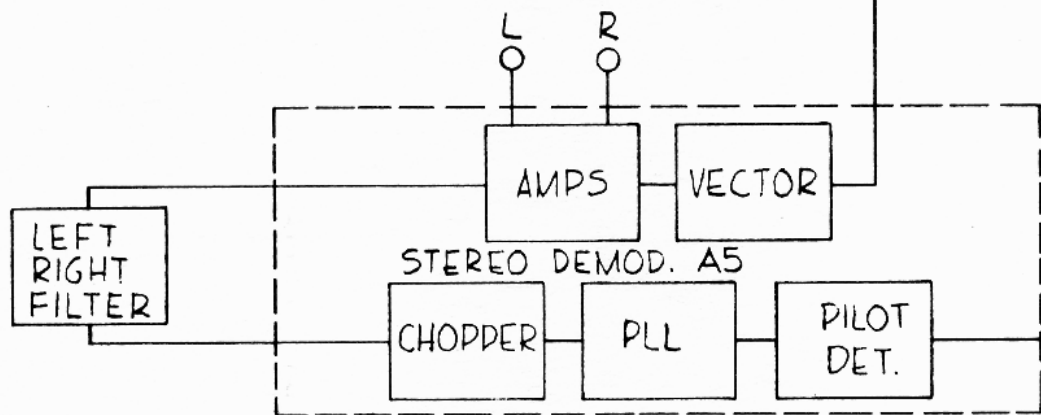 L R
AMPS
VECTOR
LEFT
RIGHT
FILTER
STEREO DEMOD. A5
CHOPPER
PLL
PILOT
DET.